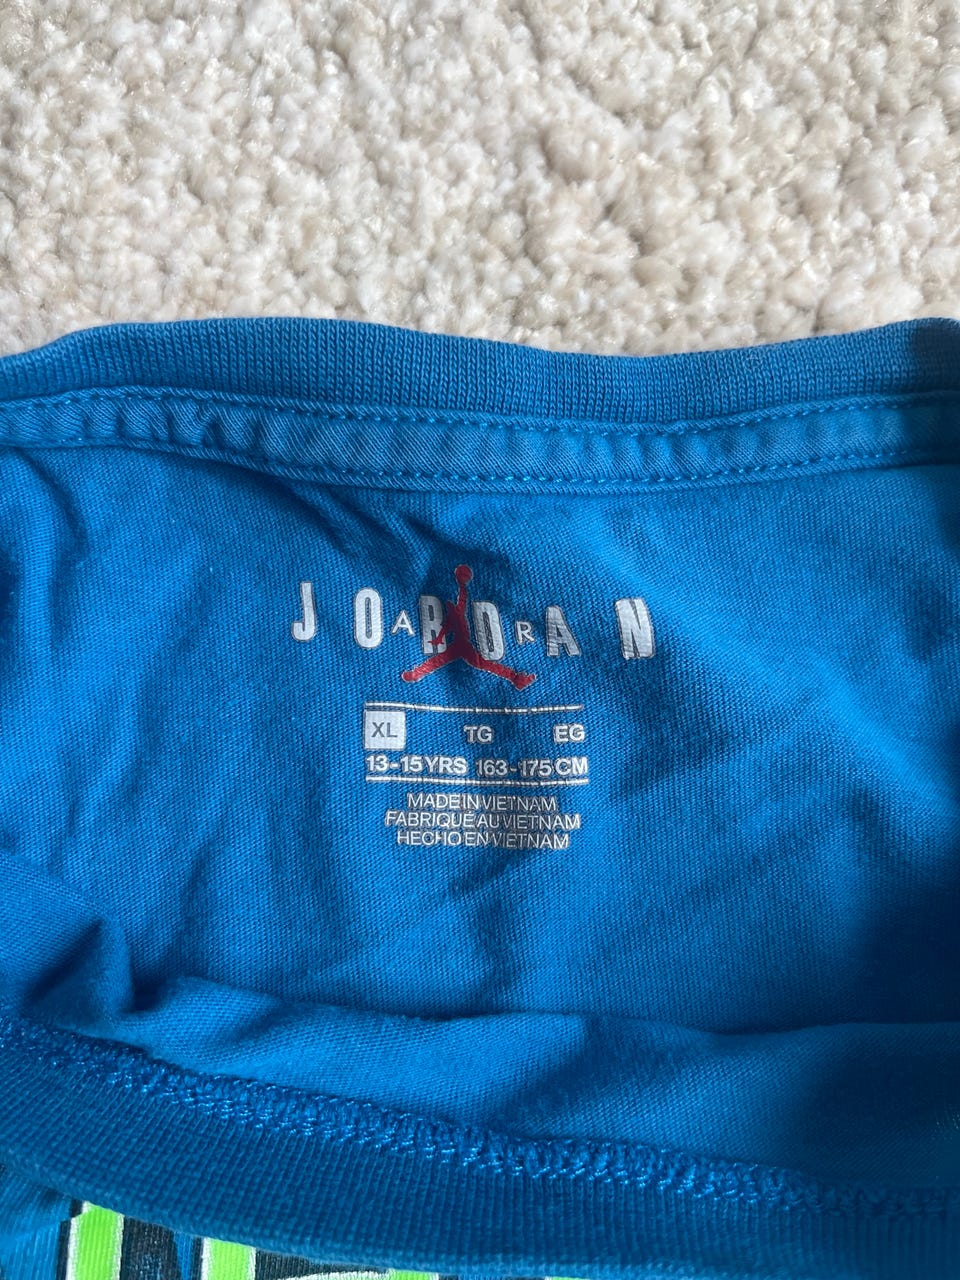 JORDAN
AIR
XL TG EG
13-15 YRS 163-175 CM
MADE IN VIETNAM
FABRIQUÉ AU VIETNAM
HECHO EN VIETNAM